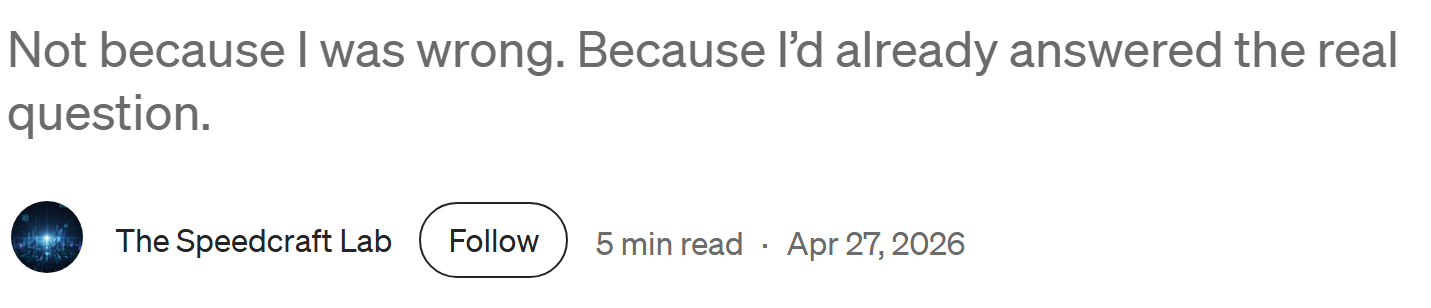 Not because I was wrong. Because I’d already answered the real
question.
The Speedcraft Lab Follow 5 min read · Apr 27, 2026